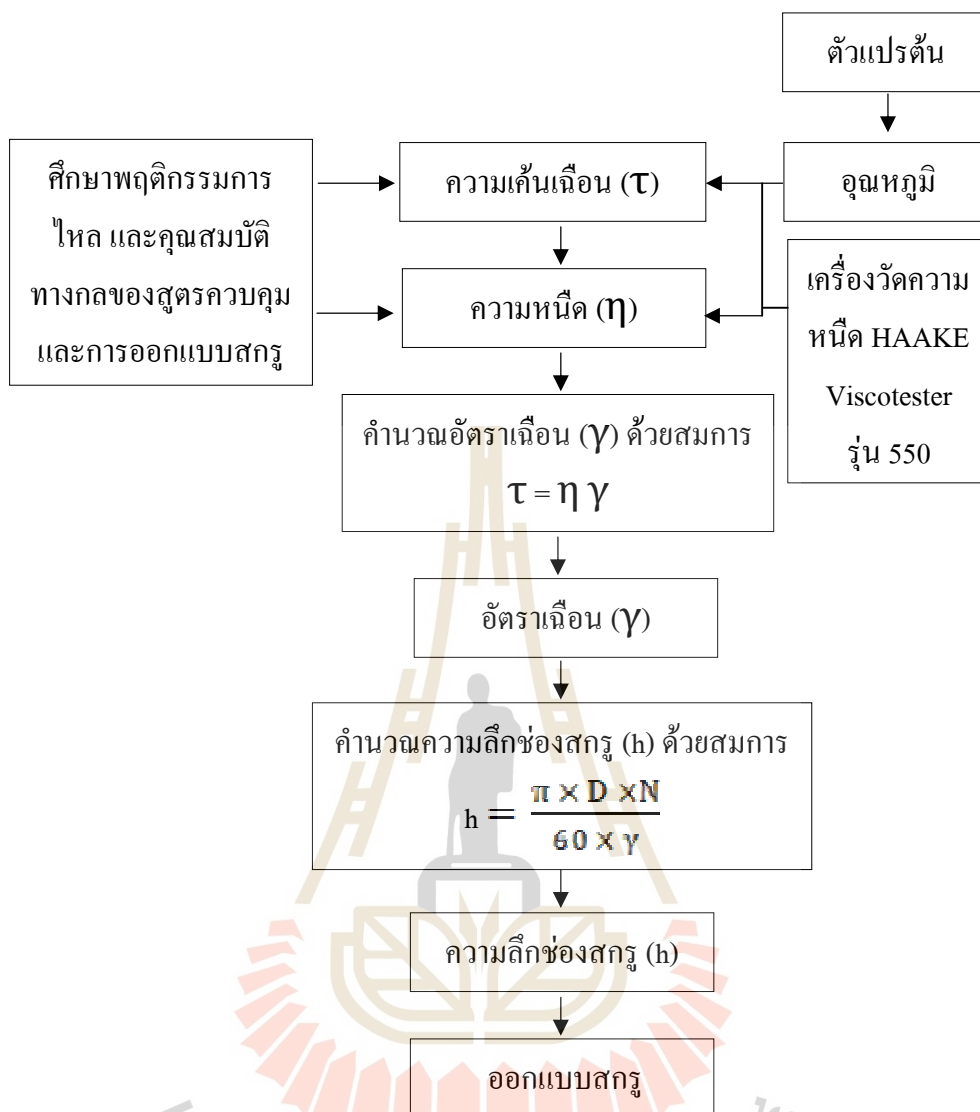 ตัวแปรต้น
อุณหภูมิ
ศึกษาพฤติกรรมการ
ไหล และคุณสมบัติ
ทางกลของสูตรควบคุม
และการออกแบบสกรู
ความเค้นเฉือน (τ)
ความหนืด (η)
เครื่องวัดความ
หนืด HAAKE
Viscotester
รุ่น 550
คำนวณอัตราเฉือน (γ) ด้วยสมการ
τ = η γ
อัตราเฉือน (γ)
คำนวณความลึกช่องสกรู (h) ด้วยสมการ
h = π × D ×N
60 × γ
ความลึกช่องสกรู (h)
ออกแบบสกรู